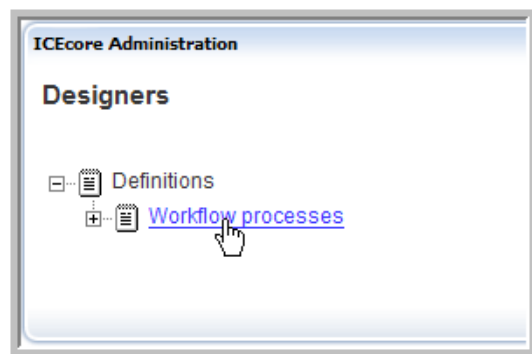 ICEcore Administration
Designers
Definitions
Workflow processes